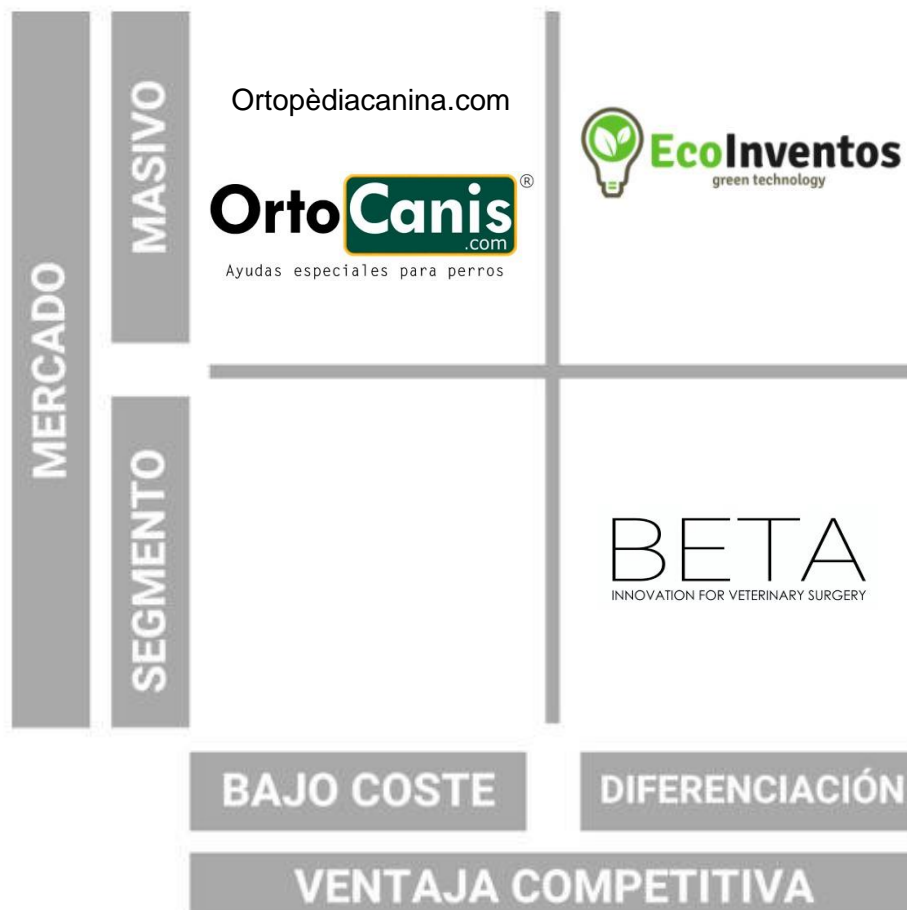 MERCADO
MASIVO
Ortopèdiacanina.com
OrtoCanis®
.com
Ayudas especiales para perros
EcoInventos
green technology
SEGMENTO
BETA
INNOVATION FOR VETERINARY SURGERY
BAJO COSTE
DIFERENCIACIÓN
VENTAJA COMPETITIVA